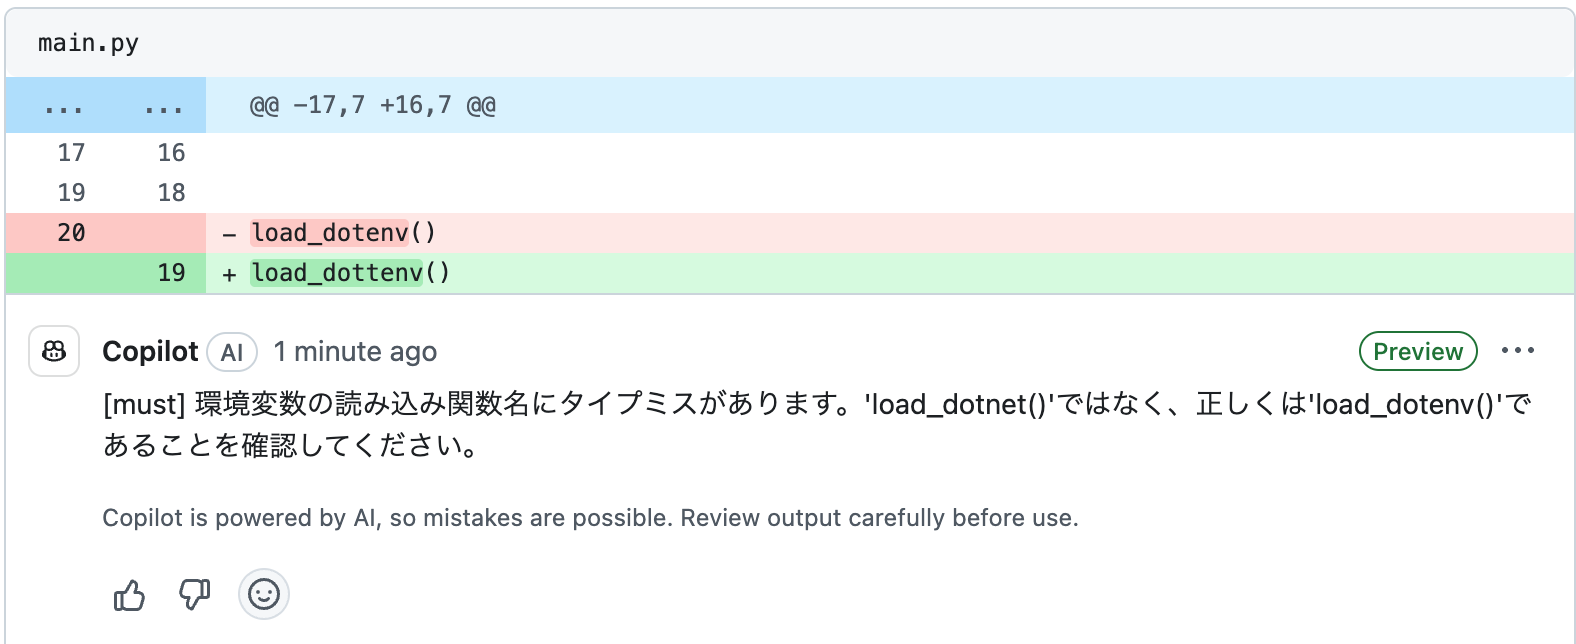 main.py
... ... @@ -17,7 +16,7 @@
17 16
19 18
20 - load_dotenv()
19 + load_dottenv()
Copilot AI 1 minute ago Preview ...
[must] 環境変数の読み込み関数名にタイプミスがあります。'load_dotnet()'ではなく、正しくは'load_dotenv()'で
あることを確認してください。
Copilot is powered by AI, so mistakes are possible. Review output carefully before use.